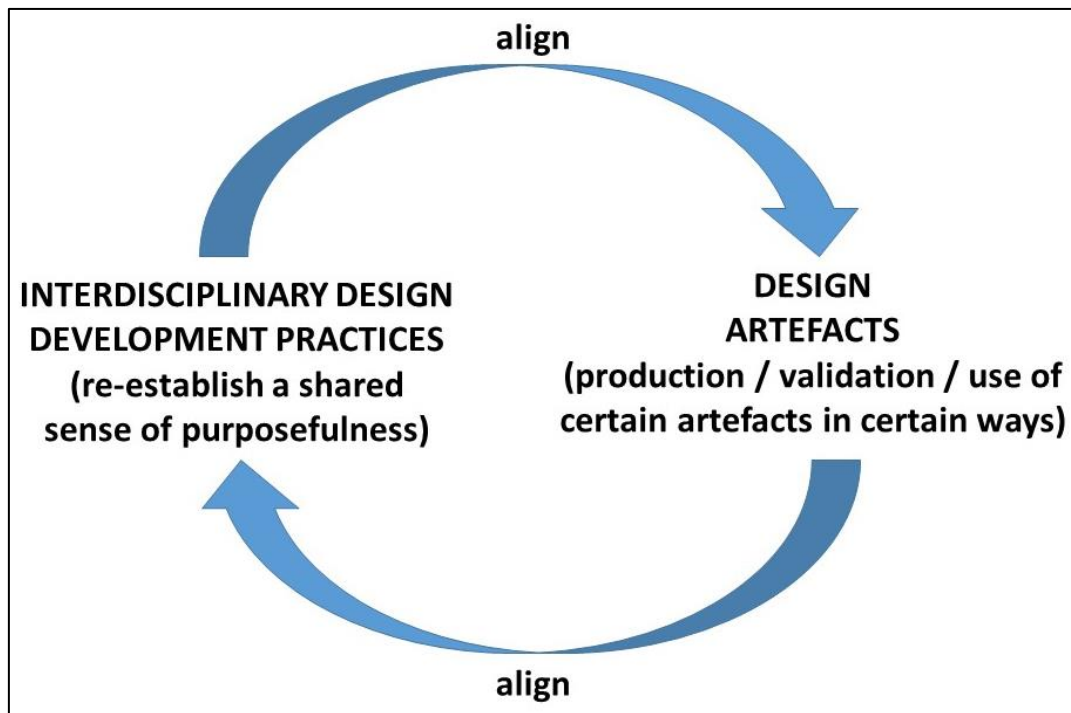 align
INTERDISCIPLINARY DESIGN
DEVELOPMENT PRACTICES
(re-establish a shared
sense of purposefulness)
DESIGN
ARTEFACTS
(production / validation / use of
certain artefacts in certain ways)
align